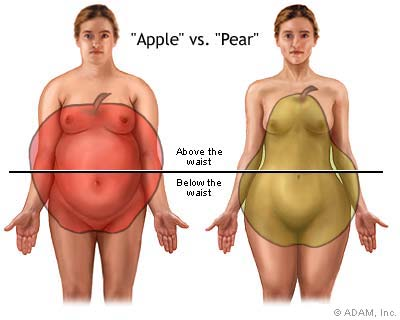 "Apple" vs. "Pear"
Above the
waist
Below the
waist
© ADAM, Inc.